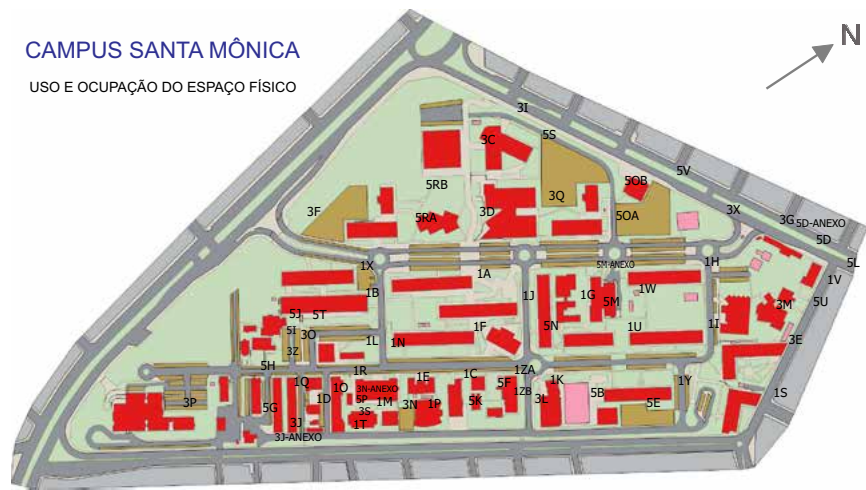 CAMPUS SANTA MÔNICA
N
USO E OCUPAÇÃO DO ESPAÇO FÍSICO
3I
3C
5S
5V
5RB
5OB
3Q
3F
5RA
3D
5OA
3X
3G
5D-ANEXO
5D
5L
1X
1A
5M-ANEXO
1H
1V
1B
1J
1G
5M
1W
3M
5U
5J
5T
5I
3O
1F
5N
1U
1I
3Z
1L
1N
3E
5H
1R
1ZA
1Q
1O
3N-ANEXO
1E
1C
5F
1K
1Y
3P
5G
1D
5P
1M
3N
1P
5K
1ZB
3L
5B
5E
1S
3S
3J
1T
3J-ANEXO